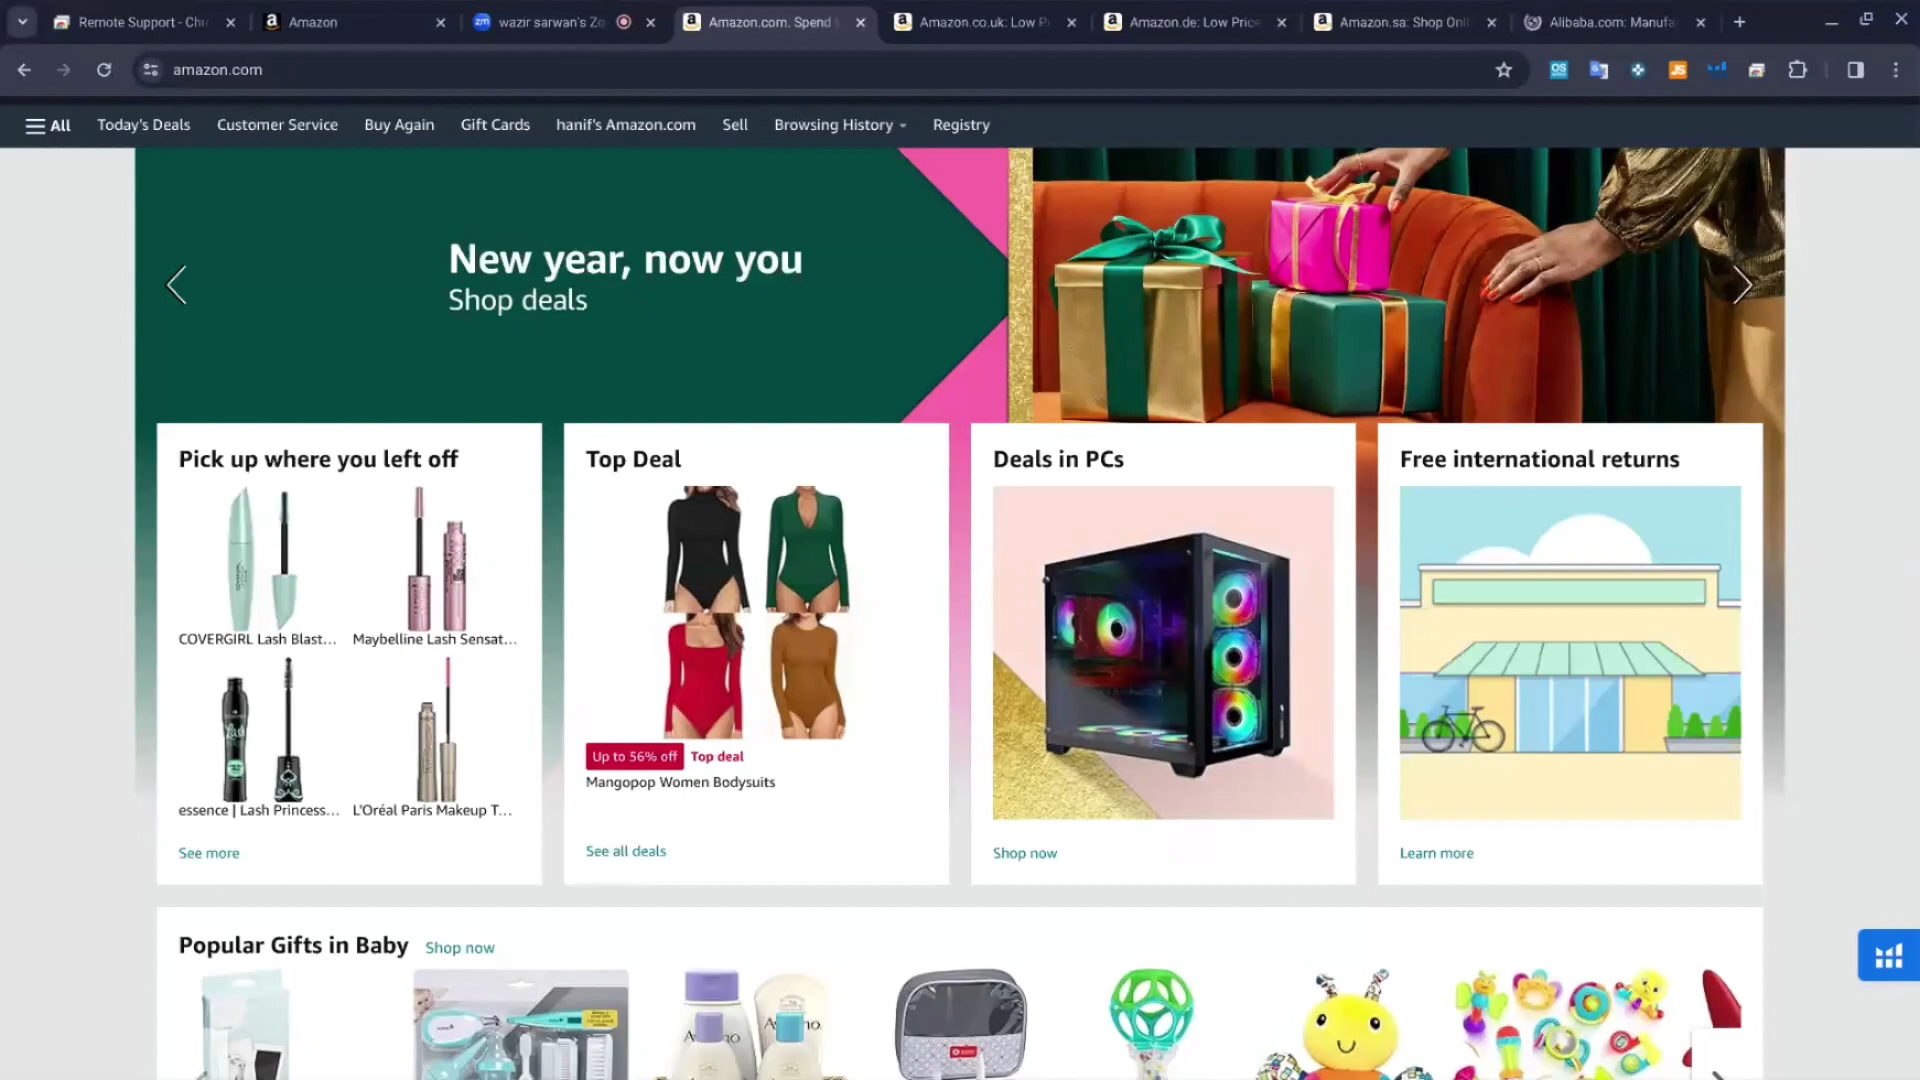 Remote Support - Chr
Amazon
wazir sarwan's Zo
Amazon.com. Spend
Amazon.co.uk: Low P
Amazon.de: Low Price
Amazon.sa: Shop Onl
Alibaba.com: Manufa
amazon.com
All
Today's Deals
Customer Service
Buy Again
Gift Cards
hanif's Amazon.com
Sell
Browsing History
Registry
New year, now you
Shop deals
Pick up where you left off
COVERGIRL Lash Blast...
Maybelline Lash Sensat...
essence | Lash Princess...
L'Oréal Paris Makeup T...
See more
Top Deal
Up to 56% off
Top deal
Mangopop Women Bodysuits
See all deals
Deals in PCs
Shop now
Free international returns
Learn more
Popular Gifts in Baby
Shop now